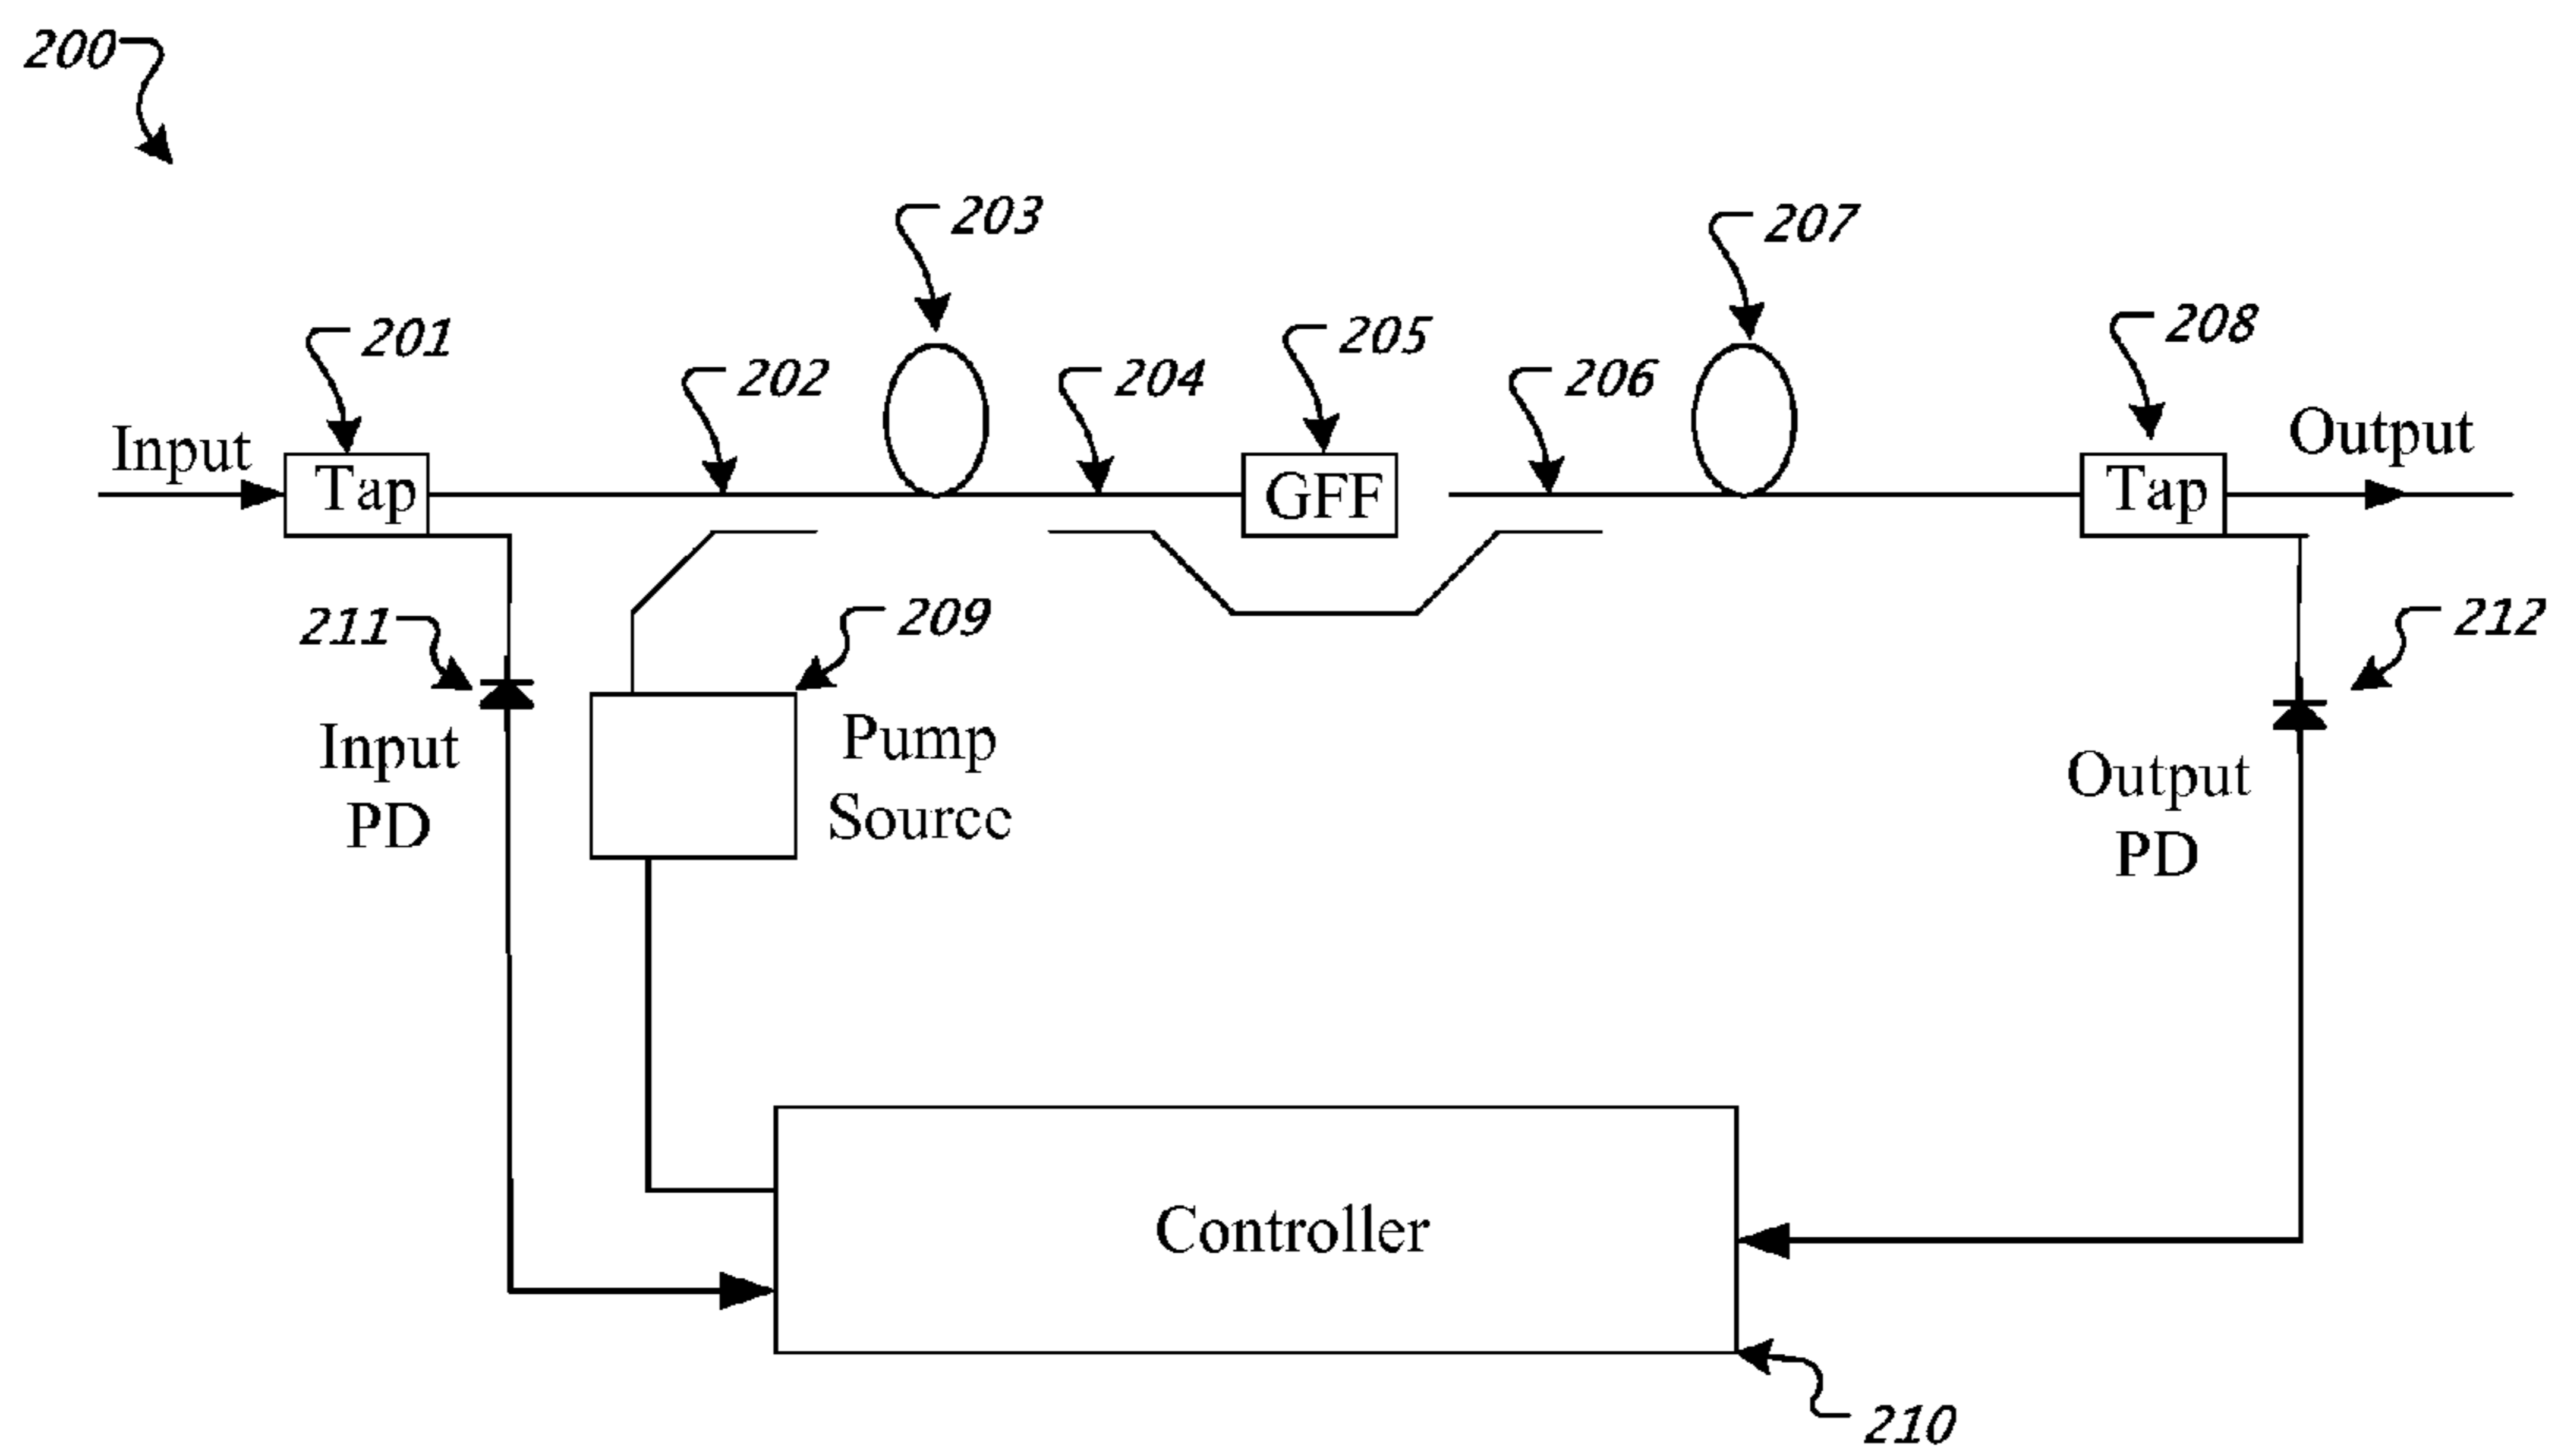 200
203
207
201
202
204
205
206
208
Input
Tap
GFF
Tap
Output
211
209
212
Input
PD
Pump
Source
Output
PD
Controller
210